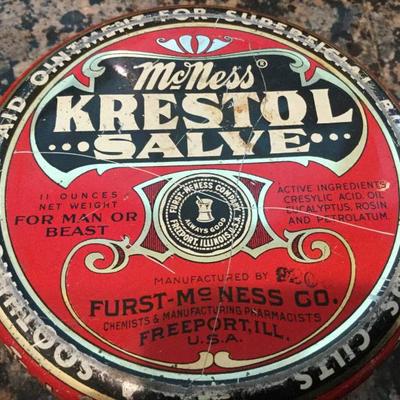 AID OINTMENT FOR SUPERFICIAL
McNess®
KRESTOL
SALVE
11 OUNCES
NET WEIGHT
FOR MAN OR
BEAST
FURST-McNESS COMPANY
ALWAYS GOOD
FREEPORT, ILLINOIS, U.S.A.
ACTIVE INGREDIENTS
CRESYLIC ACID, OIL
EUCALYPTUS, ROSIN
AND PETROLATUM.
MANUFACTURED BY
FURST-McNESS CO.
CHEMISTS & MANUFACTURING PHARMACISTS
FREEPORT, ILL.
U.S.A.
CUTS